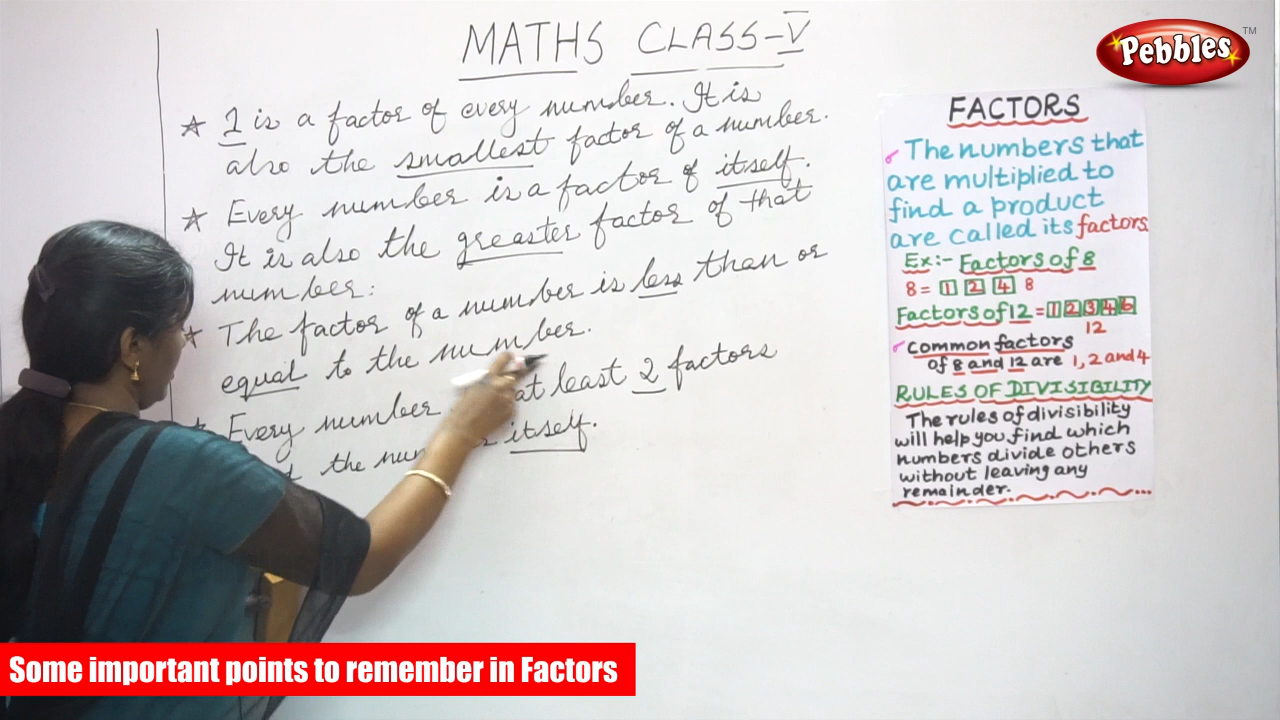 MATHS CLASS-V
★ 1 is a factor of every number. It is
also the smallest factor of a number.
★ Every number is a factor of itself.
It is also the greaster factor of that
number:
★ The factor of a number is less than or
equal to the number.
★ Every number at least 2 factors
the itself.
Pebbles TM
FACTORS
The numbers that
are multiplied to
find a product
are called its factors
Ex:- Factors of 8
8 = 1 2 4 8
Factors of 12 = 1 2 3 4 6
12
Common factors
of 8 and 12 are 1, 2 and 4
RULES OF DIVISIBILITY
The rules of divisibility
will help you find which
numbers divide others
without leaving any
remainder.
Some important points to remember in Factors